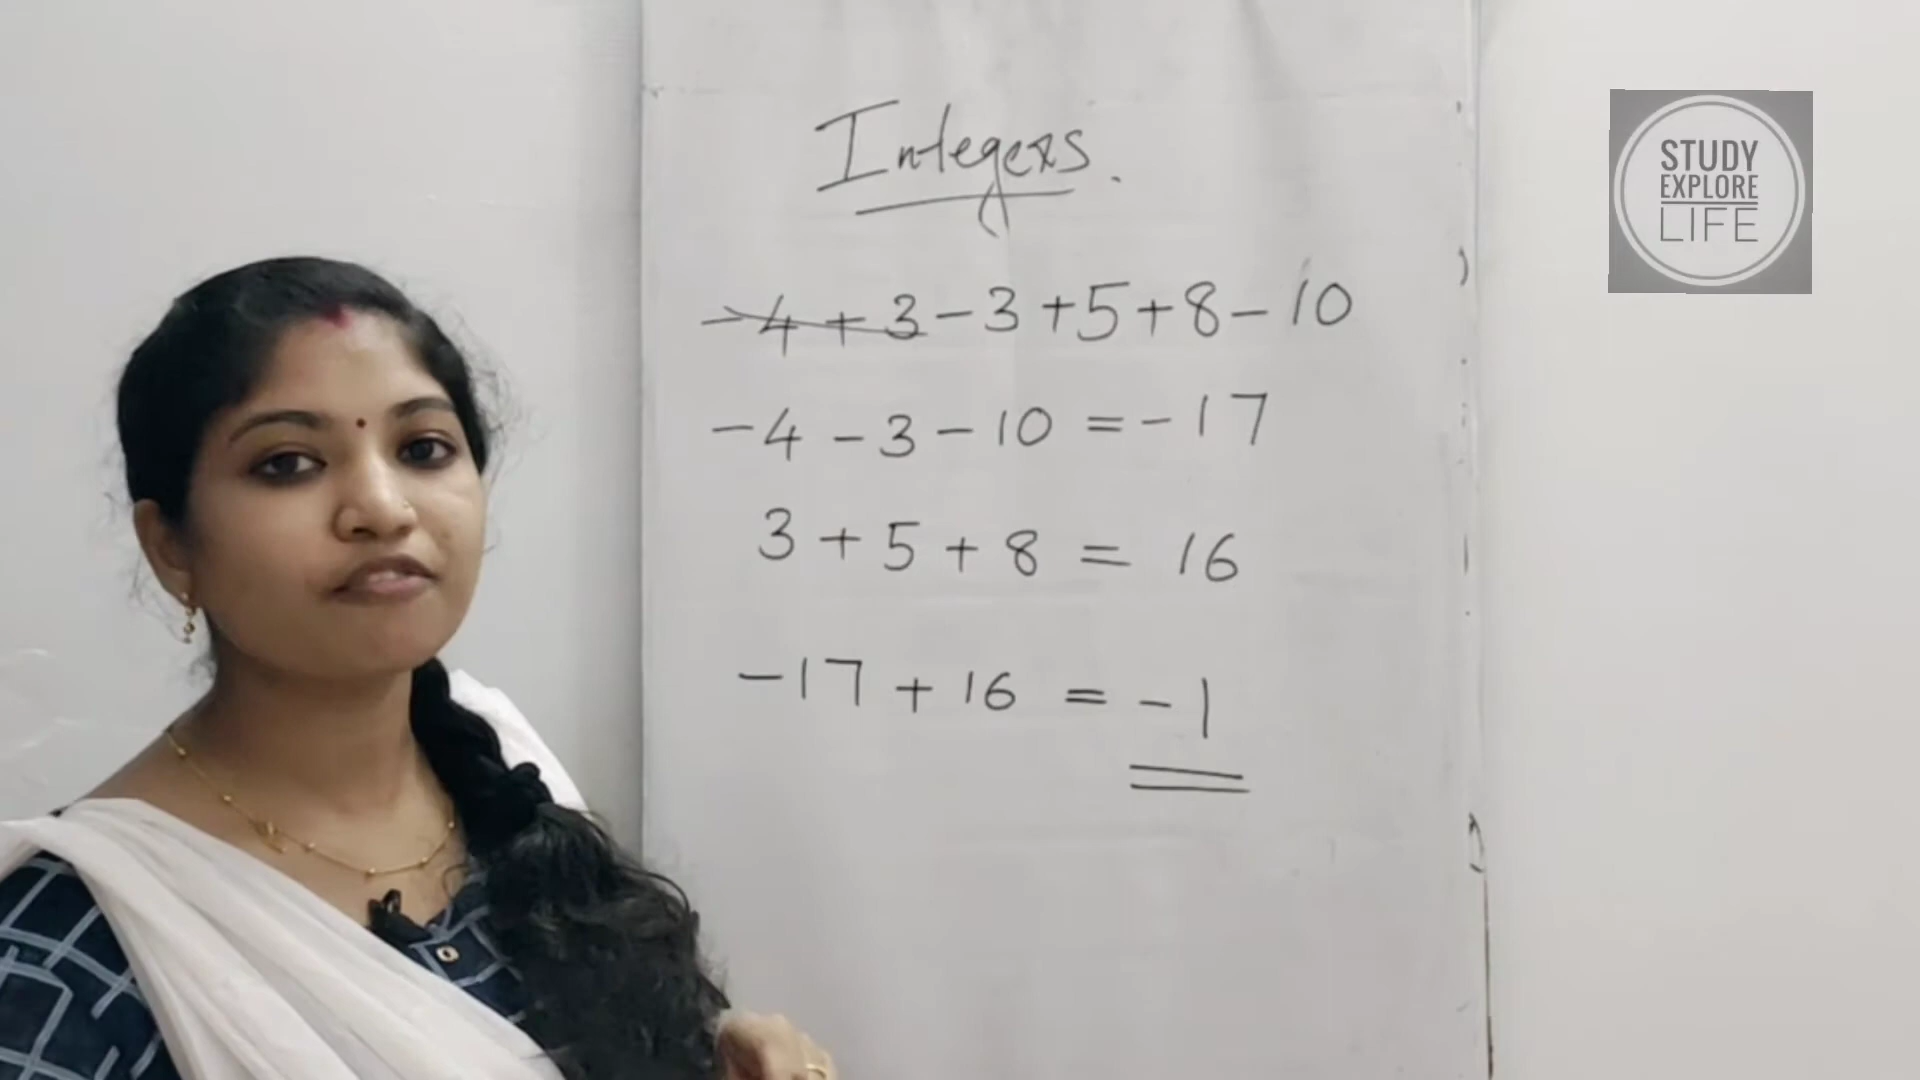 Integers.
-4+3-3+5+8-10
-4-3-10=-17
3+5+8=16
-17+16=-1
STUDY
EXPLORE
LIFE